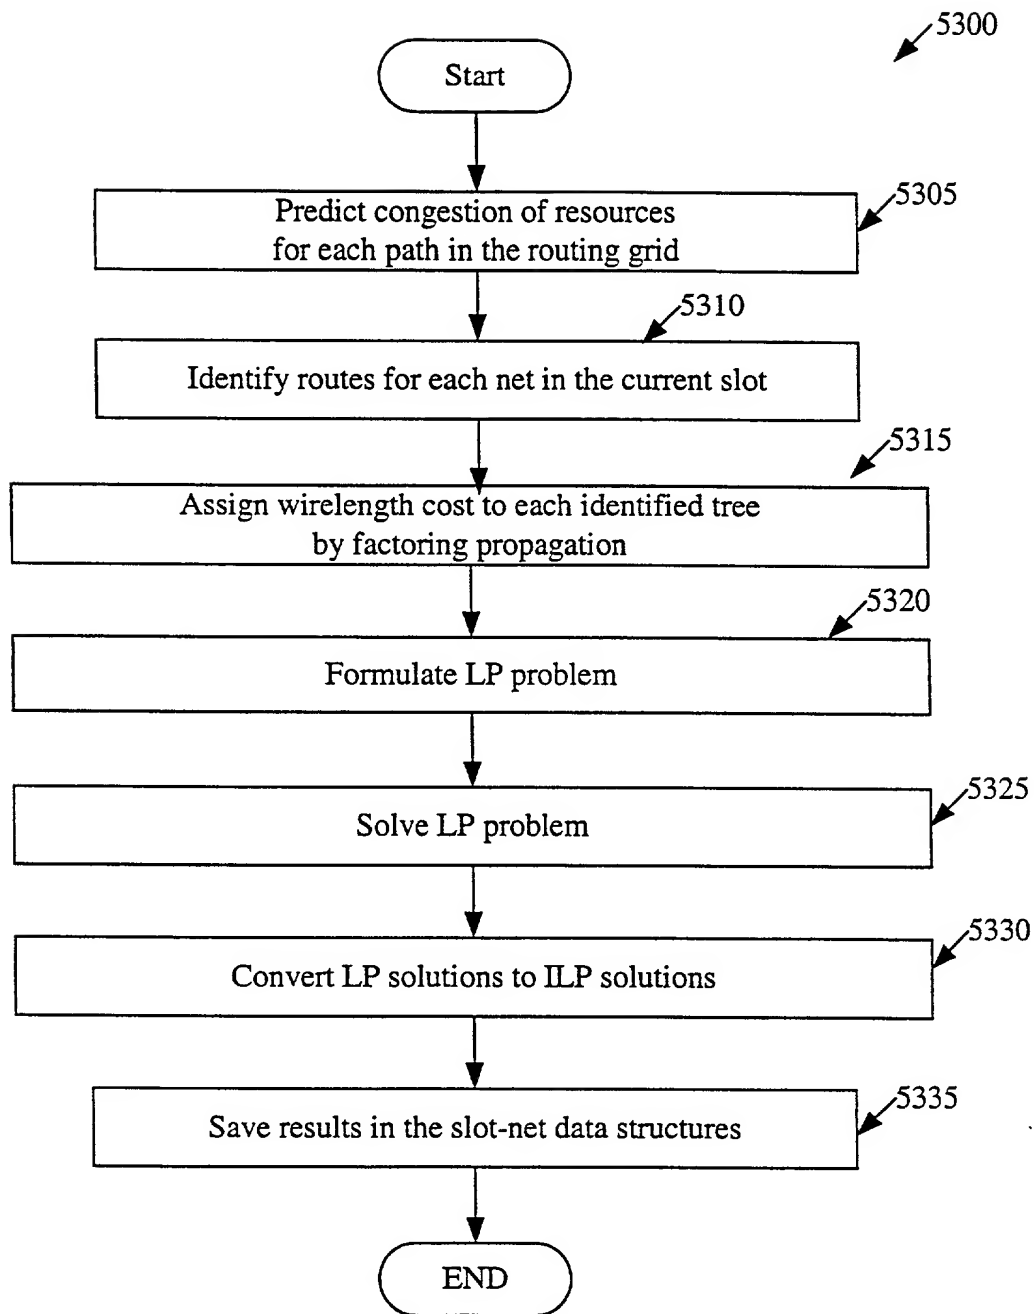 5300
Start
5305
Predict congestion of resources
for each path in the routing grid
5310
Identify routes for each net in the current slot
5315
Assign wirelength cost to each identified tree
by factoring propagation
5320
Formulate LP problem
5325
Solve LP problem
5330
Convert LP solutions to ILP solutions
5335
Save results in the slot-net data structures
END